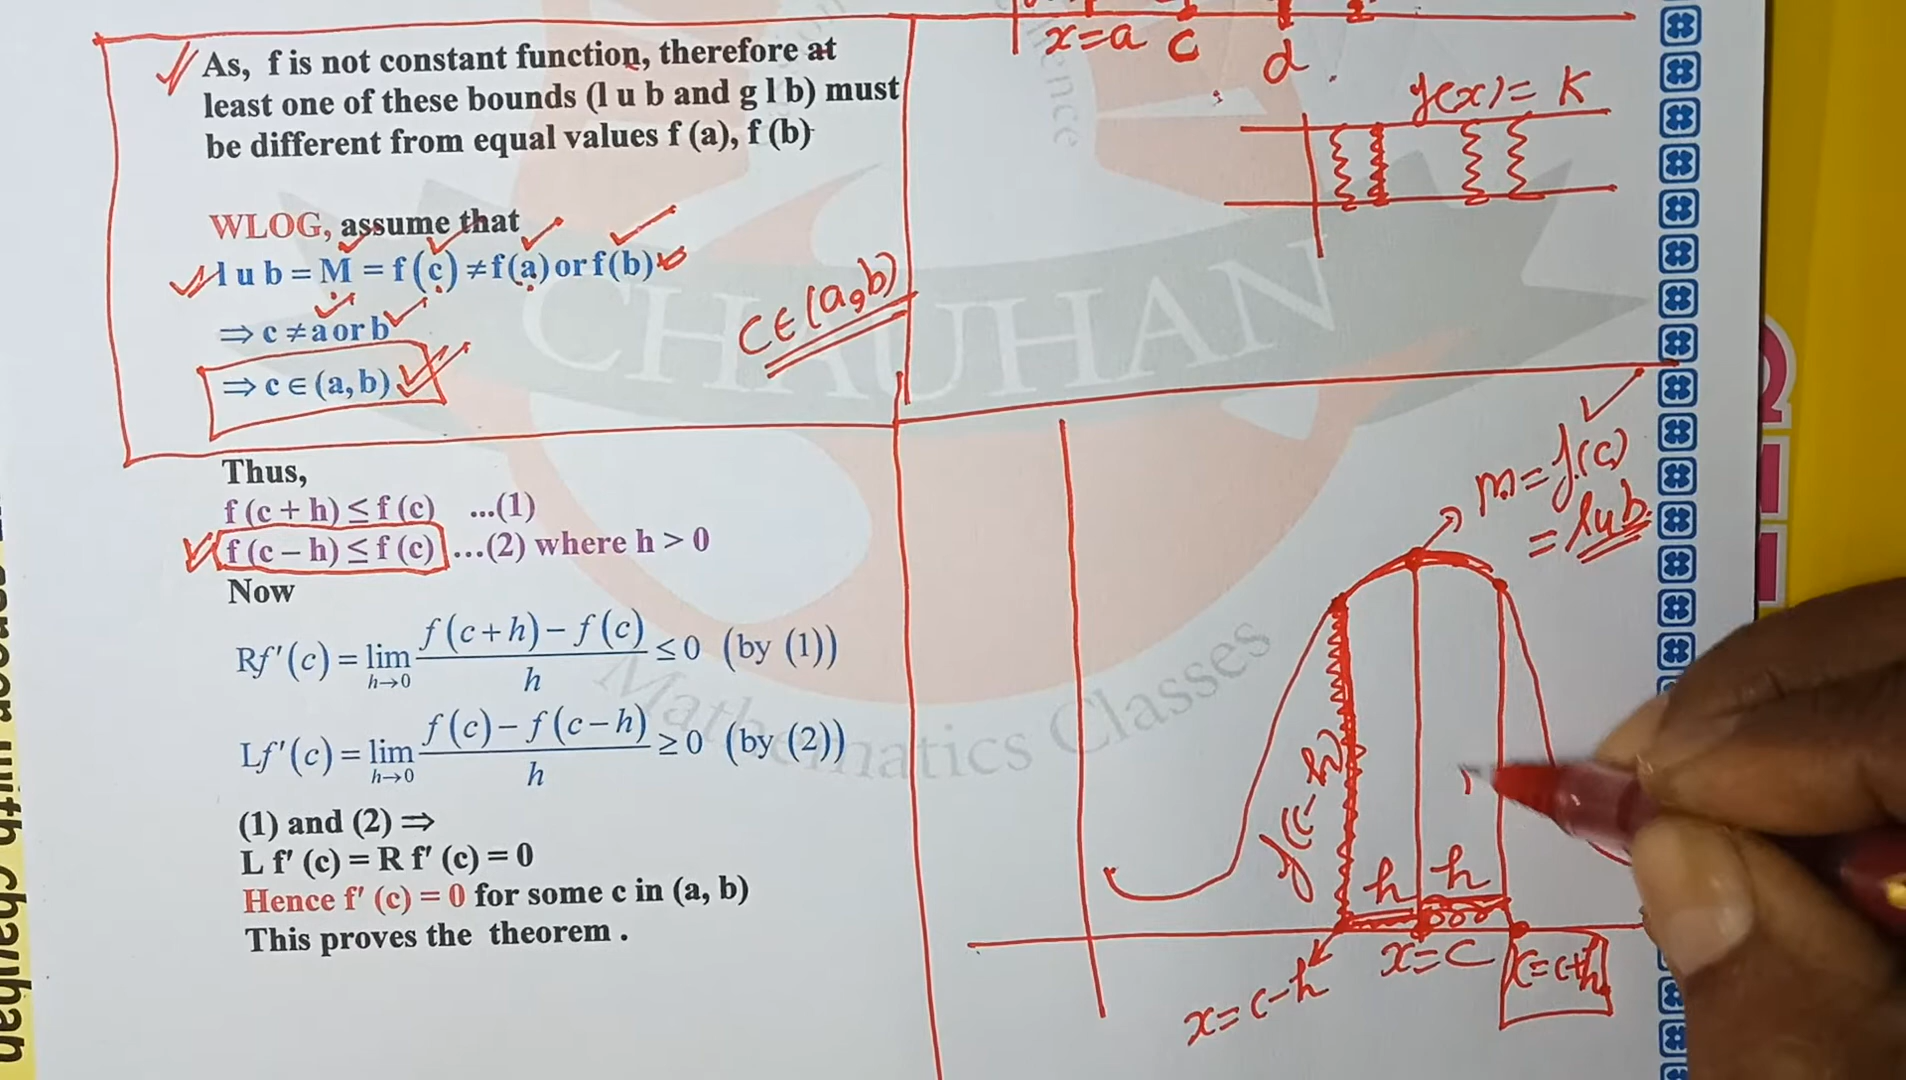 As, f is not constant function, therefore at
least one of these bounds (l u b and g l b) must
be different from equal values f (a), f (b)
WLOG, assume that
l u b = M = f (c) ≠ f(a) or f(b)
⇒ c ≠ a or b
⇒ c ∈ (a, b)
C∈(a,b)
x=a c
d
f(x) = K
Thus,
f (c + h) ≤ f (c) ...(1)
f (c – h) ≤ f (c) ...(2) where h > 0
Now
Rf'(c) = lim h→0 f(c+h) – f(c) / h ≤ 0 (by (1))
Lf'(c) = lim h→0 f(c) – f(c–h) / h ≥ 0 (by (2))
(1) and (2) ⇒
L f' (c) = R f' (c) = 0
Hence f' (c) = 0 for some c in (a, b)
This proves the theorem .
M = f(c)
= lub
f(c-h)
h h
x=c-h
x=c
x=c+h
CHAUHAN
Mathematics Classes